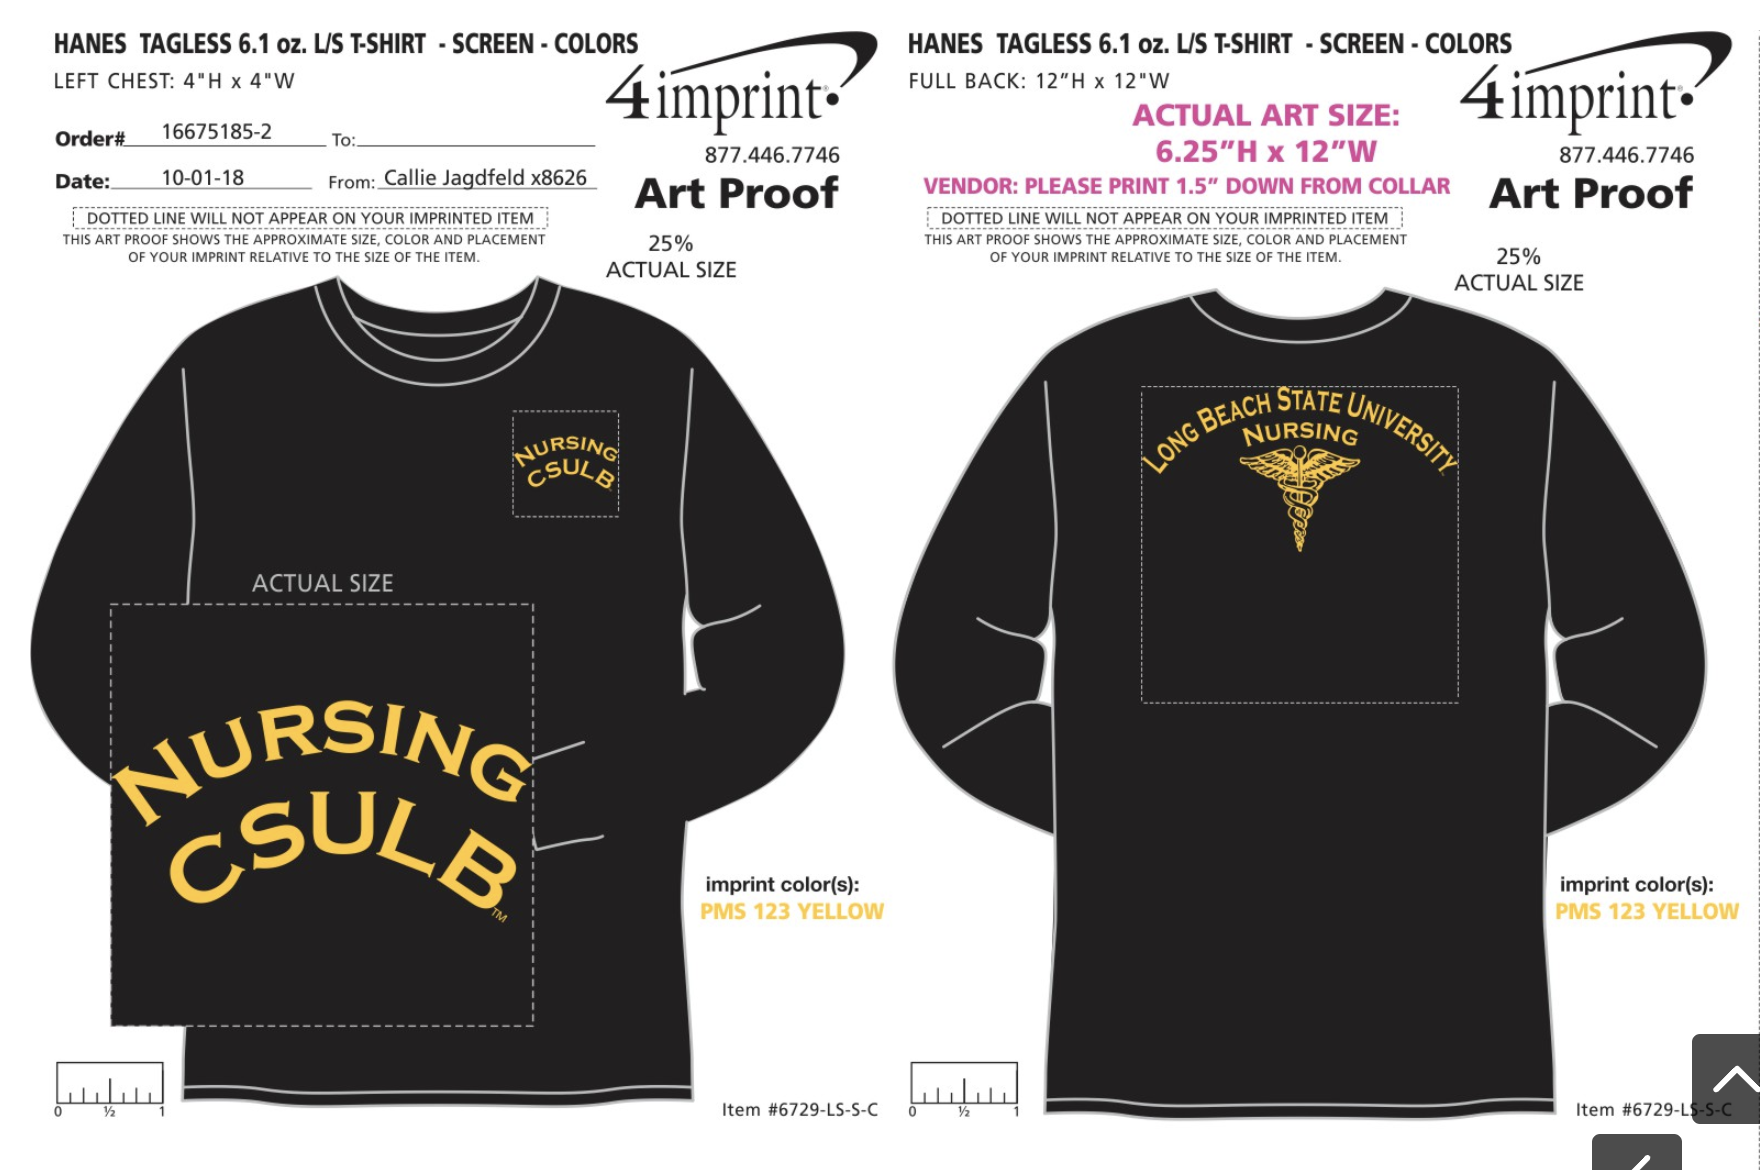 HANES TAGLESS 6.1 oz. L/S T-SHIRT - SCREEN - COLORS
LEFT CHEST: 4"H x 4"W
4imprint®
Order# 16675185-2 To:
877.446.7746
Date: 10-01-18 From: Callie Jagdfeld x8626
Art Proof
DOTTED LINE WILL NOT APPEAR ON YOUR IMPRINTED ITEM
THIS ART PROOF SHOWS THE APPROXIMATE SIZE, COLOR AND PLACEMENT
OF YOUR IMPRINT RELATIVE TO THE SIZE OF THE ITEM.
25%
ACTUAL SIZE
NURSING
CSULB
ACTUAL SIZE
NURSING
CSULB™
imprint color(s):
PMS 123 YELLOW
0 ½ 1
Item #6729-LS-S-C
HANES TAGLESS 6.1 oz. L/S T-SHIRT - SCREEN - COLORS
FULL BACK: 12”H x 12"W
4imprint®
ACTUAL ART SIZE:
6.25”H x 12”W
877.446.7746
VENDOR: PLEASE PRINT 1.5” DOWN FROM COLLAR
Art Proof
DOTTED LINE WILL NOT APPEAR ON YOUR IMPRINTED ITEM
THIS ART PROOF SHOWS THE APPROXIMATE SIZE, COLOR AND PLACEMENT
OF YOUR IMPRINT RELATIVE TO THE SIZE OF THE ITEM.
25%
ACTUAL SIZE
LONG BEACH STATE UNIVERSITY
NURSING
imprint color(s):
PMS 123 YELLOW
0 ½ 1
Item #6729-LS-S-C